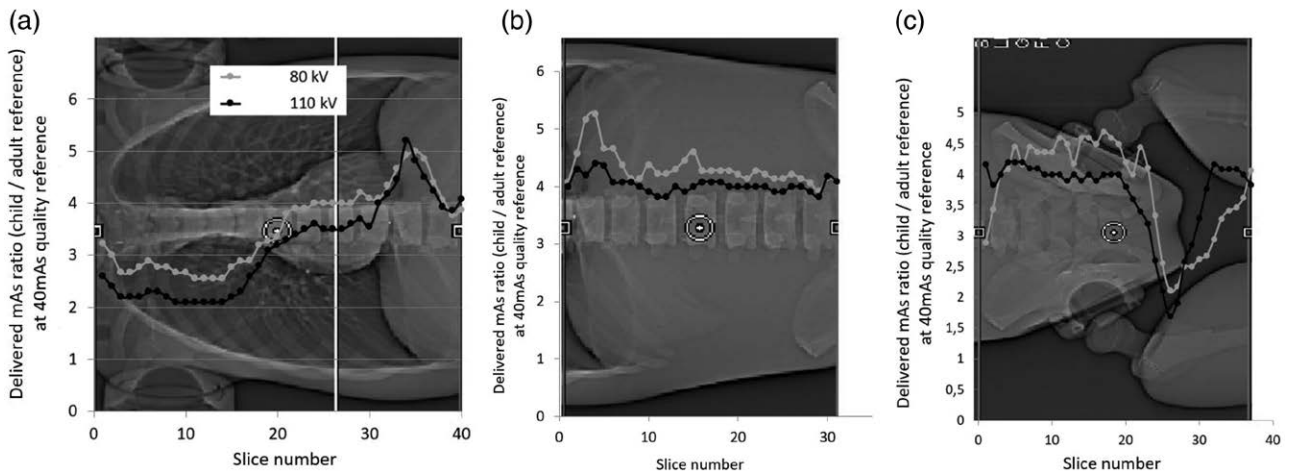 (a)
Delivered mAs ratio (child / adult reference)
at 40mAs quality reference
6
5
4
3
2
1
0
80 kV
110 kV
0 10 20 30 40
Slice number
(b)
Delivered mAs ratio (child / adult reference)
at 40mAs quality reference
6
5
4
3
2
1
0
0 10 20 30
Slice number
(c)
Delivered mAs ratio (child / adult reference)
at 40mAs quality reference
5
4,5
4
3,5
3
2,5
2
1,5
1
0,5
0
0 10 20 30 40
Slice number